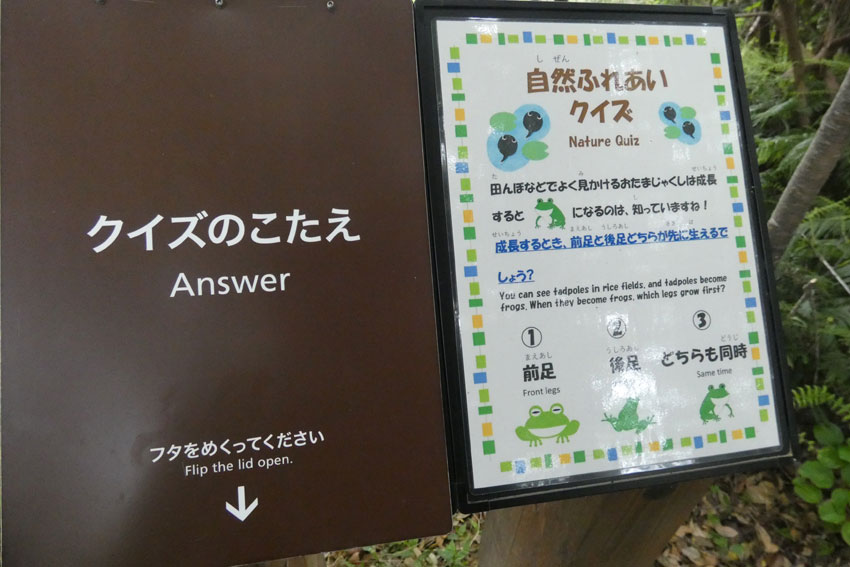 クイズのこたえ
Answer
フタをめくってください
Flip the lid open.
しぜん
自然ふれあい
クイズ
Nature Quiz
た み せいちょう
田んぼなどでよく見かけるおたまじゃくしは成長
し
すると になるのは、知っていますね！
せいちょう まえあし うしろあし さき は
成長するとき、前足と後足どちらが先に生えるで
しょう?
You can see tadpoles in rice fields, and tadpoles become
frogs. When they become frogs, which legs grow first?
① ② ③
まえあし うしろあし どうじ
前足 後足 どちらも同時
Front legs Same time